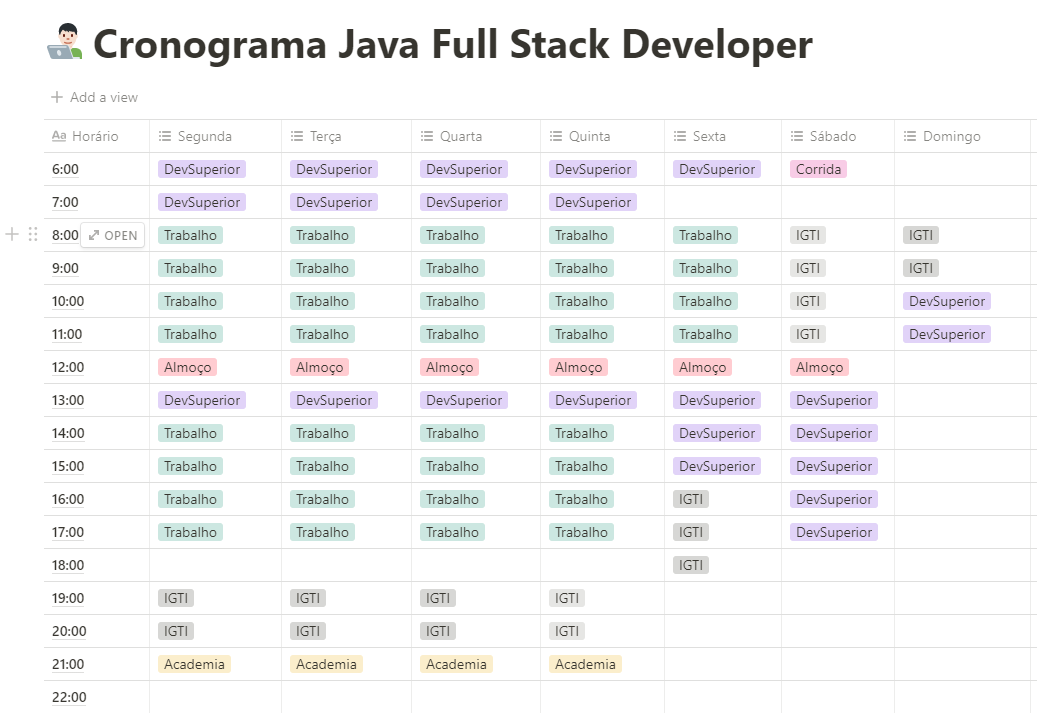 Cronograma Java Full Stack Developer
+ Add a view
Aa Horário Segunda Terça Quarta Quinta Sexta Sábado Domingo
6:00 DevSuperior DevSuperior DevSuperior DevSuperior DevSuperior Corrida
7:00 DevSuperior DevSuperior DevSuperior DevSuperior
8:00 OPEN Trabalho Trabalho Trabalho Trabalho Trabalho IGTI IGTI
9:00 Trabalho Trabalho Trabalho Trabalho Trabalho IGTI IGTI
10:00 Trabalho Trabalho Trabalho Trabalho Trabalho IGTI DevSuperior
11:00 Trabalho Trabalho Trabalho Trabalho Trabalho IGTI DevSuperior
12:00 Almoço Almoço Almoço Almoço Almoço Almoço
13:00 DevSuperior DevSuperior DevSuperior DevSuperior DevSuperior DevSuperior
14:00 Trabalho Trabalho Trabalho Trabalho DevSuperior DevSuperior
15:00 Trabalho Trabalho Trabalho Trabalho DevSuperior DevSuperior
16:00 Trabalho Trabalho Trabalho Trabalho IGTI DevSuperior
17:00 Trabalho Trabalho Trabalho Trabalho IGTI DevSuperior
18:00 IGTI
19:00 IGTI IGTI IGTI IGTI
20:00 IGTI IGTI IGTI IGTI
21:00 Academia Academia Academia Academia
22:00